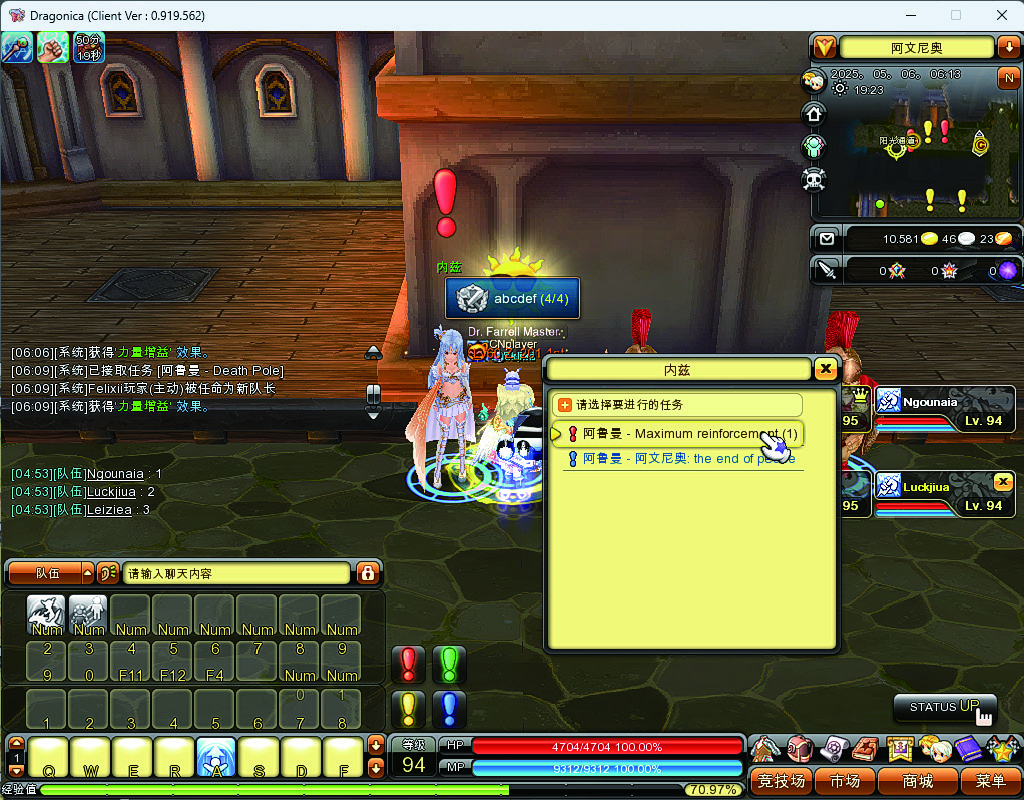 Dragonica (Client Ver : 0.919.562)
50分
19秒
阿文尼奥
N
2025。 05。 06。 06:13
19:23
阳光通道
10.581 46 23
0 0 0
内兹
abcdef (4/4)
Dr. Farrell Master
CNplayer
[06:06][系统]获得‘力量增益’ 效果。
[06:09][系统]已接取任务 [阿鲁曼 - Death Pole]
[06:09][系统]Felixii玩家(主动)被任命为新队长
[06:09][系统]获得‘力量增益’ 效果。
内兹
请选择要进行的任务
阿鲁曼 - Maximum reinforcement (1)
阿鲁曼 - 阿文尼奥: the end of
95 Ngounaia
Lv. 94
[04:53][队伍]Ngounaia : 1
[04:53][队伍]Luckjiua : 2
[04:53][队伍]Leiziea : 3
Luckjiua
95 Lv. 94
队伍 请输入聊天内容
Num Num Num Num Num Num Num Num
2 3 4 5 6 7 8 9
9 0 F11 F12 F4 Num Num
0 1
1 2 3 4 5 6 7 8
STATUS UP
1 Q W E R A S D F
等级
94
HP 4704/4704 100.00%
MP 9312/9312 100.00%
竞技场 市场 商城 菜单
经验值 70.97%